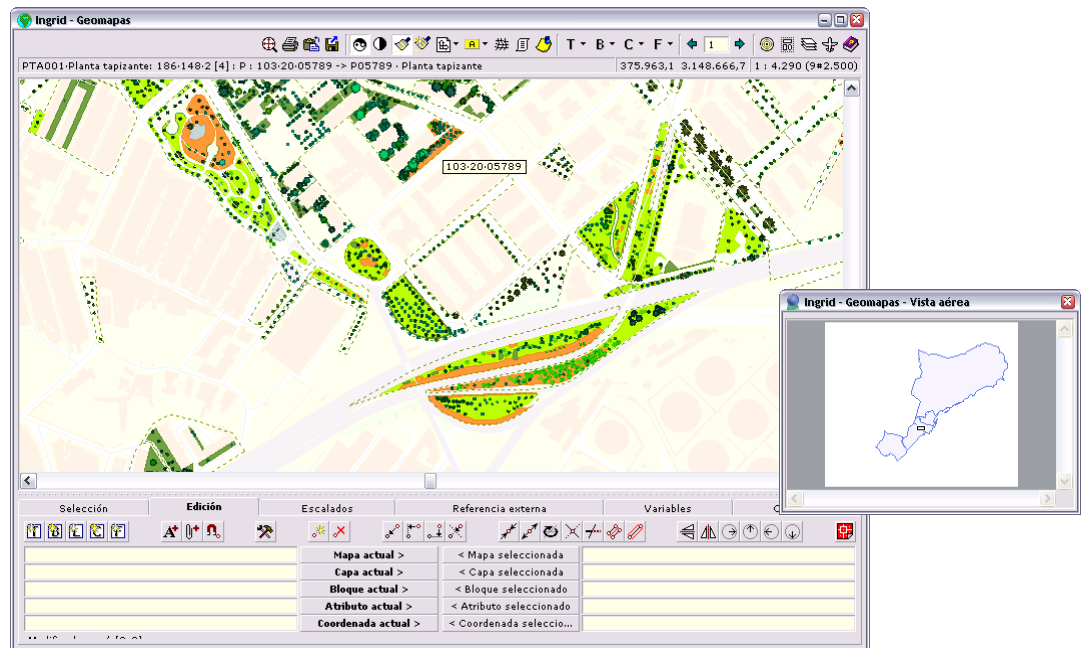 Ingrid - Geomapas
A T · B · C · F · 1
PTA001·Planta tapizante: 186·148·2 [4] : P : 103·20·05789 -> P05789 · Planta tapizante 375.963,1 3.148.666,7 1 : 4.290 (9#2.500)
103·20·05789
Ingrid - Geomapas - Vista aérea
Selección Edición Escalados Referencia externa Variables
T B L C F A
Mapa actual > < Mapa seleccionada
Capa actual > < Capa seleccionada
Bloque actual > < Bloque seleccionado
Atributo actual > < Atributo seleccionado
Coordenada actual > < Coordenada seleccio...